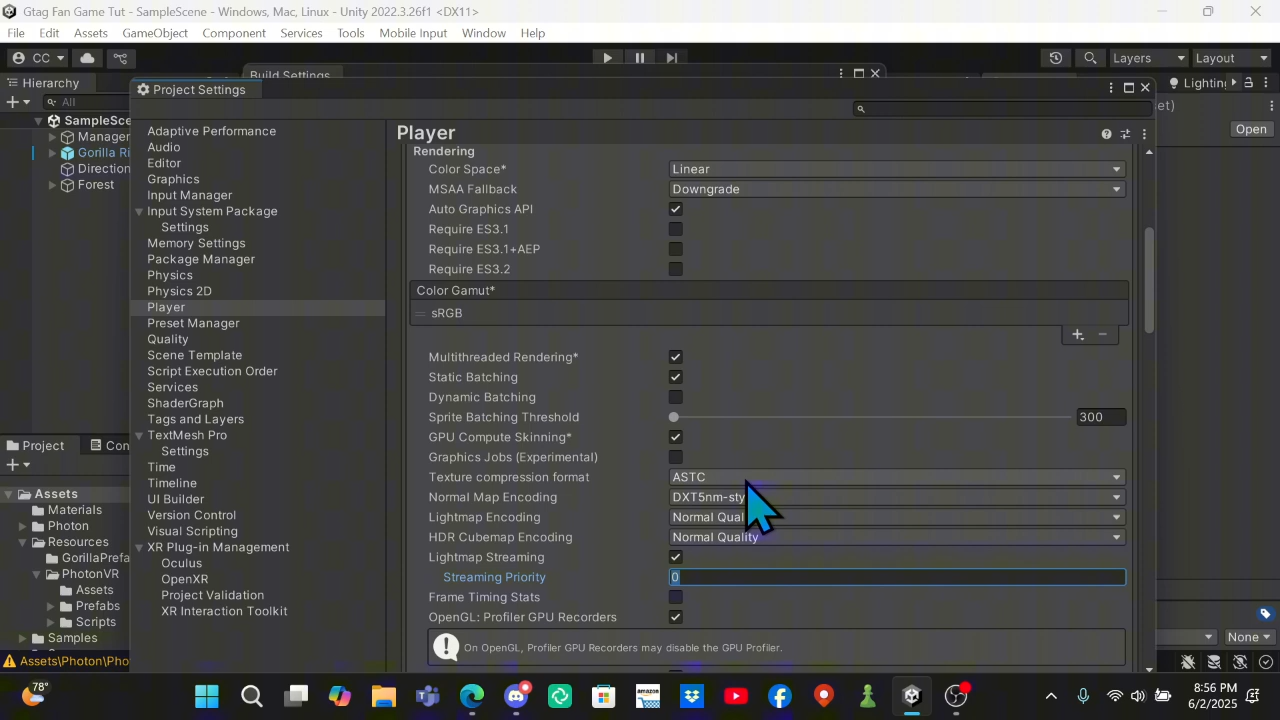 Gtag Fan Game Tut - SampleScene - Windows, Mac, Linux - Unity 2022.3.26f1 <DX11>
File Edit Assets GameObject Component Services Tools Mobile Input Window Help
CC Layers Layout
Hierarchy Build Settings Lighting
All
Project Settings
Open
SampleSce
Manager
Gorilla Ri
Direction
Forest
Adaptive Performance
Audio
Editor
Graphics
Input Manager
Input System Package
Settings
Memory Settings
Package Manager
Physics
Physics 2D
Player
Preset Manager
Quality
Scene Template
Script Execution Order
Services
ShaderGraph
Tags and Layers
TextMesh Pro
Settings
Time
Timeline
UI Builder
Version Control
Visual Scripting
XR Plug-in Management
Oculus
OpenXR
Project Validation
XR Interaction Toolkit
Player
Rendering
Color Space* Linear
MSAA Fallback Downgrade
Auto Graphics API
Require ES3.1
Require ES3.1+AEP
Require ES3.2
Color Gamut*
sRGB
Multithreaded Rendering*
Static Batching
Dynamic Batching
Sprite Batching Threshold 300
GPU Compute Skinning*
Graphics Jobs (Experimental)
Texture compression format ASTC
Normal Map Encoding DXT5nm-sty
Lightmap Encoding Normal Qual
HDR Cubemap Encoding Normal Quality
Lightmap Streaming
Streaming Priority 0
Frame Timing Stats
OpenGL: Profiler GPU Recorders
On OpenGL, Profiler GPU Recorders may disable the GPU Profiler.
Project Con
Assets
Materials
Photon
Resources
GorillaPrefa
PhotonVR
Assets
Prefabs
Scripts
Samples
Assets\Photon\Pho
None
78°
amazon
8:56 PM
6/2/2025